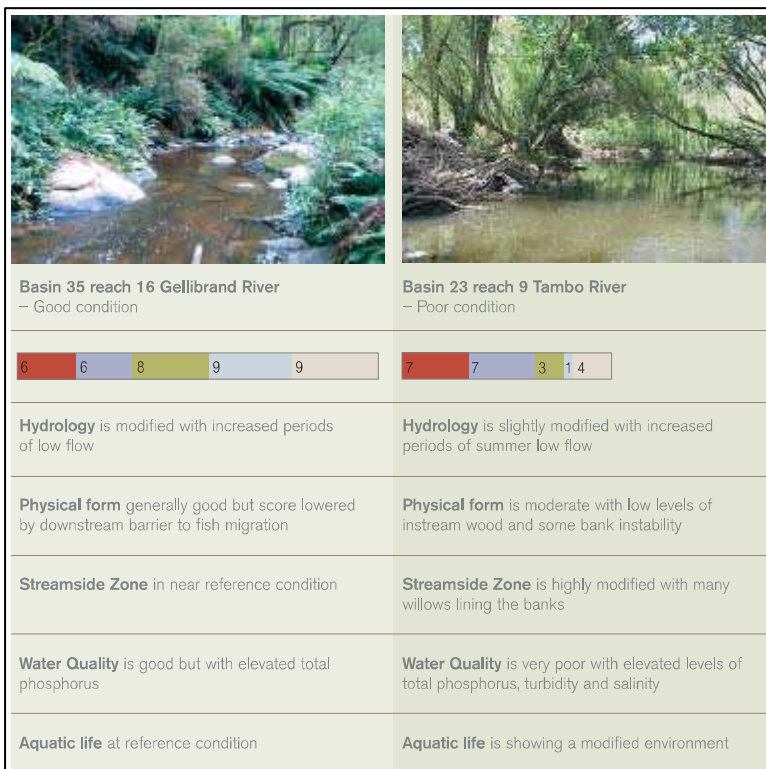 Basin 35 reach 16 Gellibrand River
– Good condition
6 6 8 9 9
Hydrology is modified with increased periods
of low flow
Physical form generally good but score lowered
by downstream barrier to fish migration
Streamside Zone in near reference condition
Water Quality is good but with elevated total
phosphorus
Aquatic life at reference condition
Basin 23 reach 9 Tambo River
– Poor condition
7 7 3 1 4
Hydrology is slightly modified with increased
periods of summer low flow
Physical form is moderate with low levels of
instream wood and some bank instability
Streamside Zone is highly modified with many
willows lining the banks
Water Quality is very poor with elevated levels of
total phosphorus, turbidity and salinity
Aquatic life is showing a modified environment